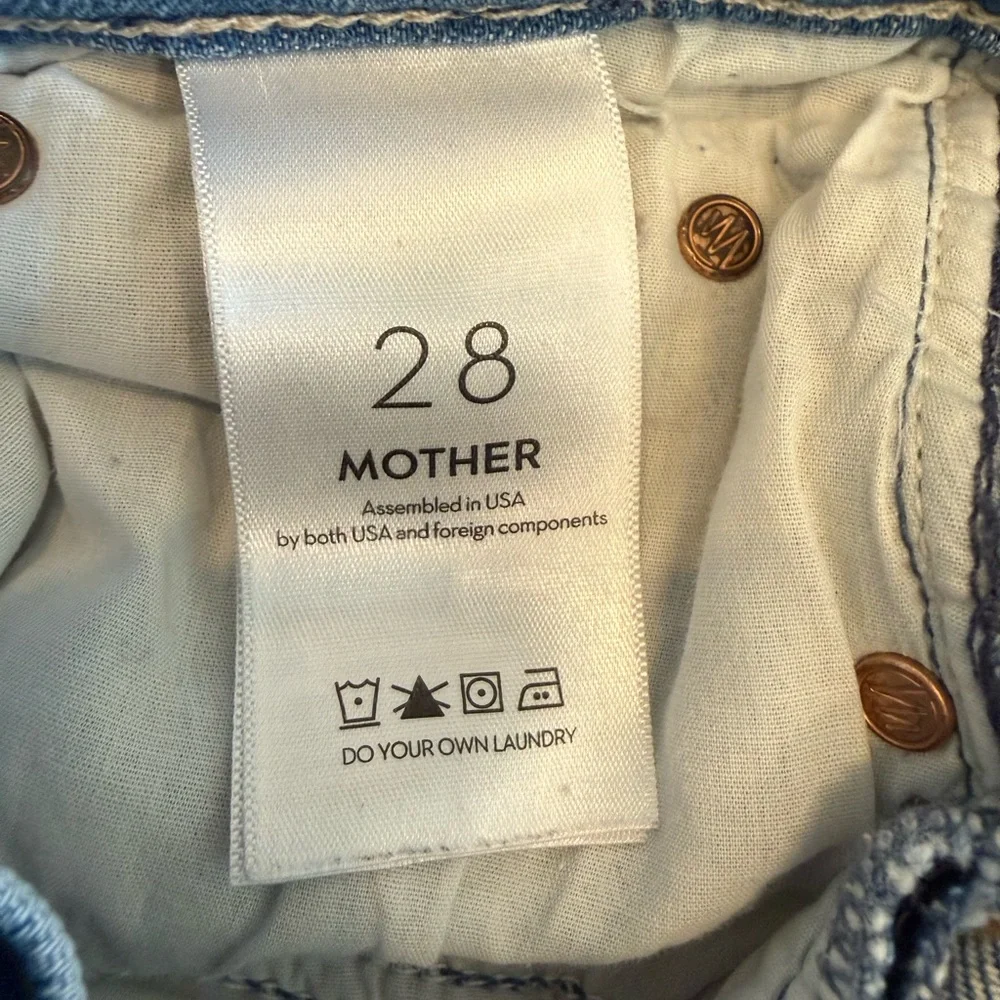 28
MOTHER
Assembled in USA
by both USA and foreign components
DO YOUR OWN LAUNDRY